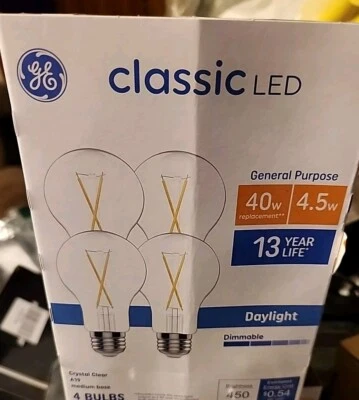 GE
classic LED
General Purpose
40w
replacement**
4.5w
13 YEAR LIFE*
Daylight
Dimmable
Crystal Clear
A19
medium base
4 BULBS
Brightness
450
Estimated Energy Cost
$0.54